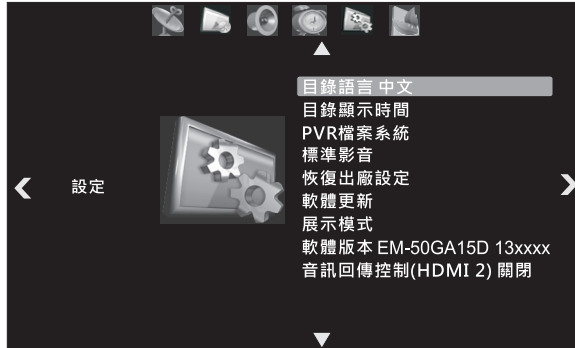 設定
目錄語言 中文
目錄顯示時間
PVR檔案系統
標準影音
恢復出廠設定
軟體更新
展示模式
軟體版本 EM-50GA15D 13xxxx
音訊回傳控制(HDMI 2) 關閉